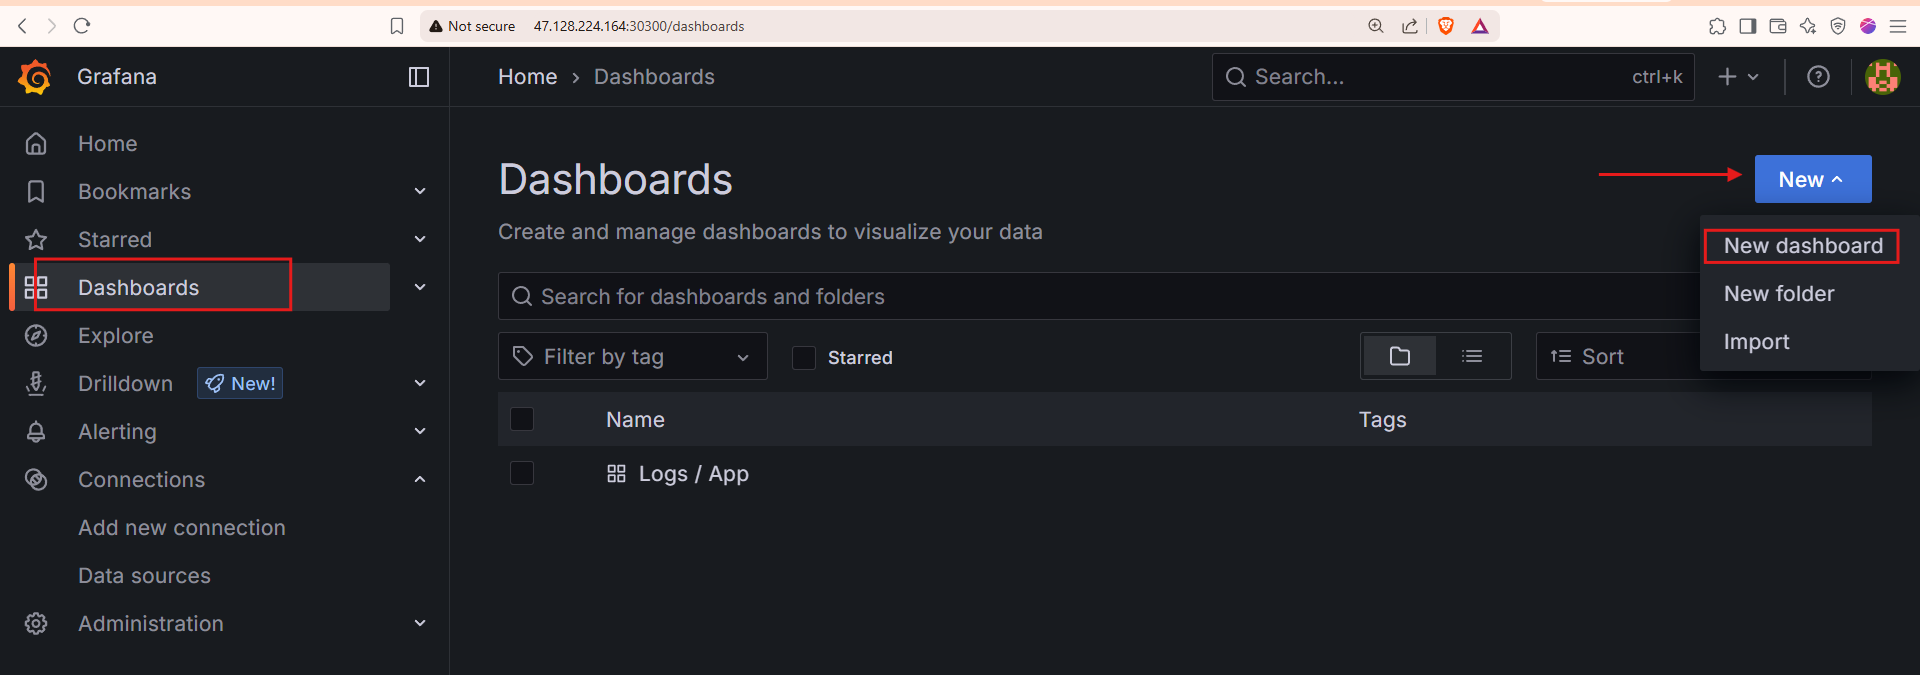 Not secure 47.128.224.164:30300/dashboards
Grafana
Home › Dashboards
Search... ctrl+k
Home
Bookmarks
Starred
Dashboards
Explore
Drilldown New!
Alerting
Connections
Add new connection
Data sources
Administration
Dashboards
New
Create and manage dashboards to visualize your data
New dashboard
New folder
Import
Search for dashboards and folders
Filter by tag Starred Sort
Name Tags
Logs / App